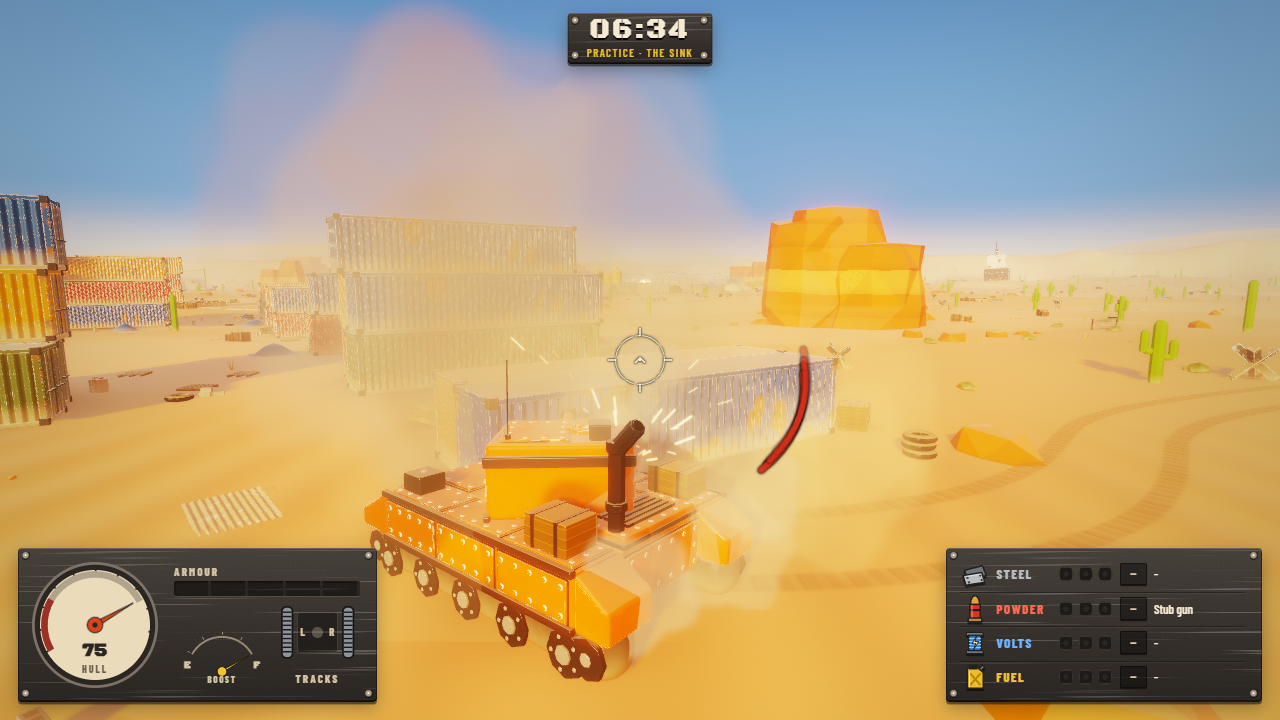 06:34
PRACTICE - THE SINK
75
HULL
ARMOUR
E F
BOOST
L R
TRACKS
STEEL - -
POWDER - Stub gun
VOLTS - -
FUEL - -